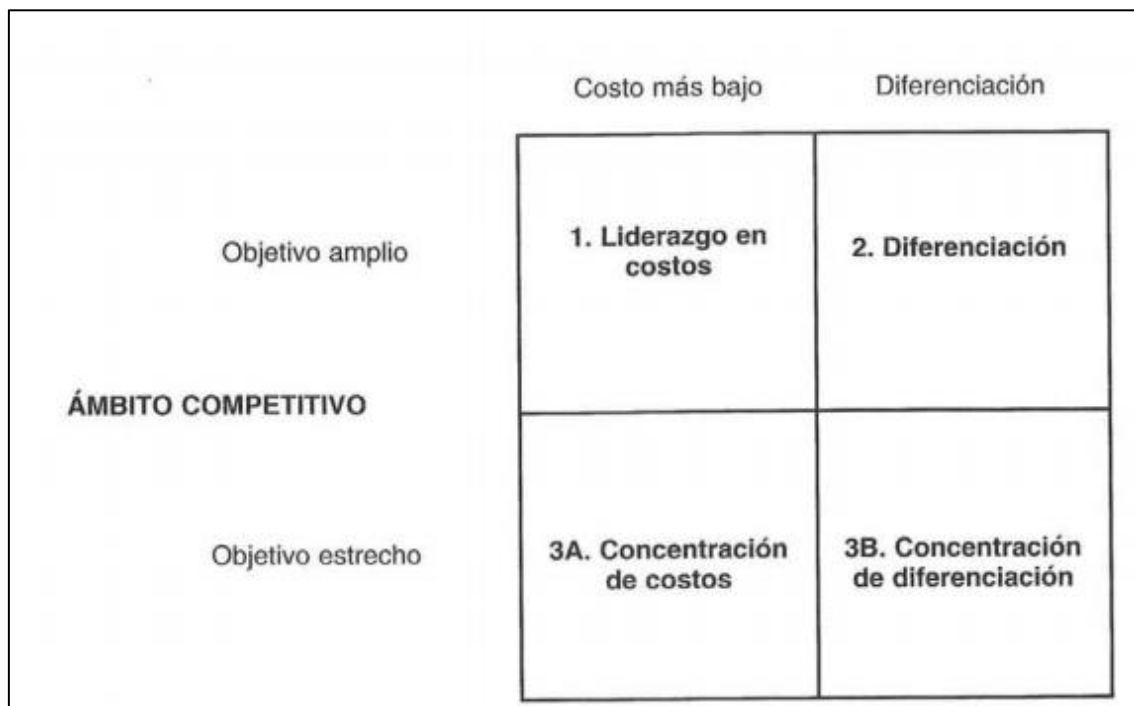 Costo más bajo
Diferenciación
Objetivo amplio
1. Liderazgo en
costos
2. Diferenciación
ÁMBITO COMPETITIVO
Objetivo estrecho
3A. Concentración
de costos
3B. Concentración
de diferenciación